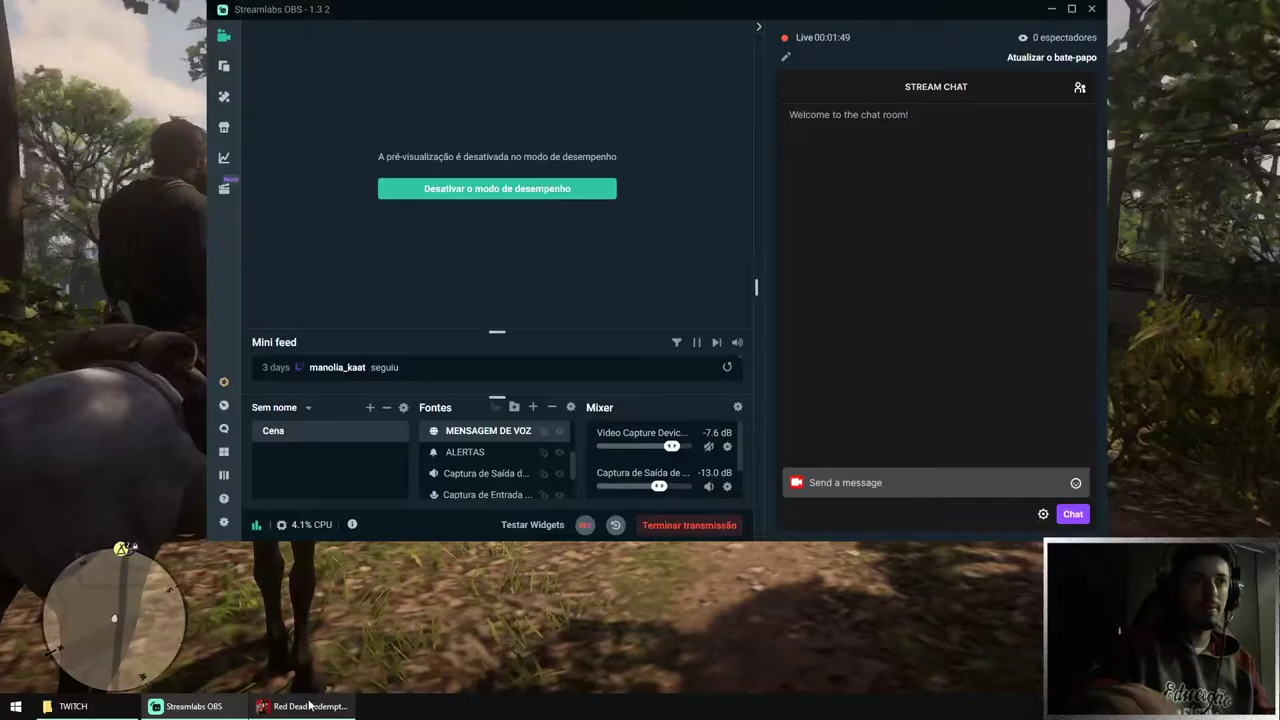 Streamlabs OBS - 1.3.2
Live 00:01:49
0 espectadores
Atualizar o bate-papo
STREAM CHAT
Welcome to the chat room!
A pré-visualização é desativada no modo de desempenho
Desativar o modo de desempenho
Novo
Mini feed
3 days manolia_kaat seguiu
Sem nome
Cena
Fontes
MENSAGEM DE VOZ
ALERTAS
Captura de Saída d...
Captura de Entrada ...
Mixer
Video Capture Devic... -7.6 dB
Captura de Saída de ... -13.0 dB
Send a message
Chat
4.1% CPU
Testar Widgets
REC
Terminar transmissão
Educação
TWITCH
Streamlabs OBS
Red Dead Redempt...